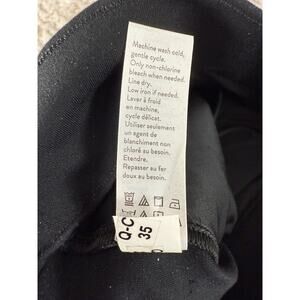 Machine wash cold,
gentle cycle.
Only non-chlorine
bleach when needed.
Line dry.
Low iron if needed.
Laver à froid
en machine,
cycle délicat.
Utiliser seulement
un agent de
blanchiment non
chloré au besoin.
Étendre.
Repasser au fer
doux au besoin.
Q-C
35